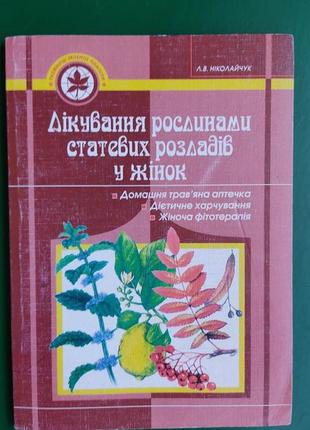 Л.В. НІКОЛАЙЧУК
Лікування рослинами
статевих розладів
у жінок
Домашня трав'яна аптечка
Дієтичне харчування
Жіноча фітотерапія